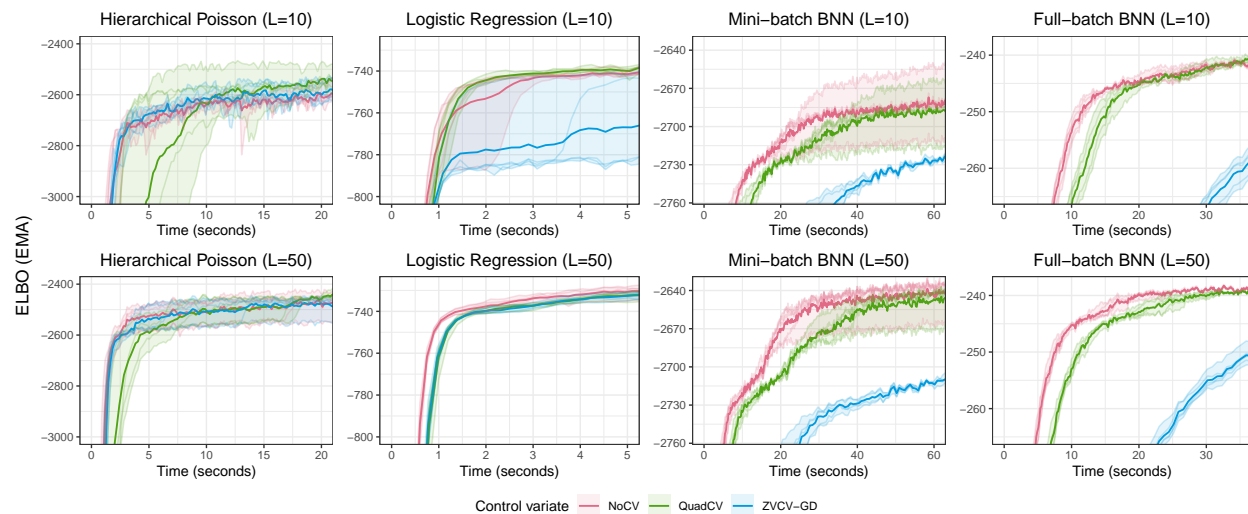 Hierarchical Poisson (L=10)
Logistic Regression (L=10)
Mini−batch BNN (L=10)
Full−batch BNN (L=10)
−2400
−2600
−2800
−3000
0 5 10 15 20
Time (seconds)
−740
−760
−780
−800
0 1 2 3 4 5
Time (seconds)
−2640
−2670
−2700
−2730
−2760
0 20 40 60
Time (seconds)
−240
−250
−260
0 10 20 30
Time (seconds)
ELBO (EMA)
Hierarchical Poisson (L=50)
Logistic Regression (L=50)
Mini−batch BNN (L=50)
Full−batch BNN (L=50)
−2400
−2600
−2800
−3000
0 5 10 15 20
Time (seconds)
−740
−760
−780
−800
0 1 2 3 4 5
Time (seconds)
−2640
−2670
−2700
−2730
−2760
0 20 40 60
Time (seconds)
−240
−250
−260
0 10 20 30
Time (seconds)
Control variate NoCV QuadCV ZVCV−GD